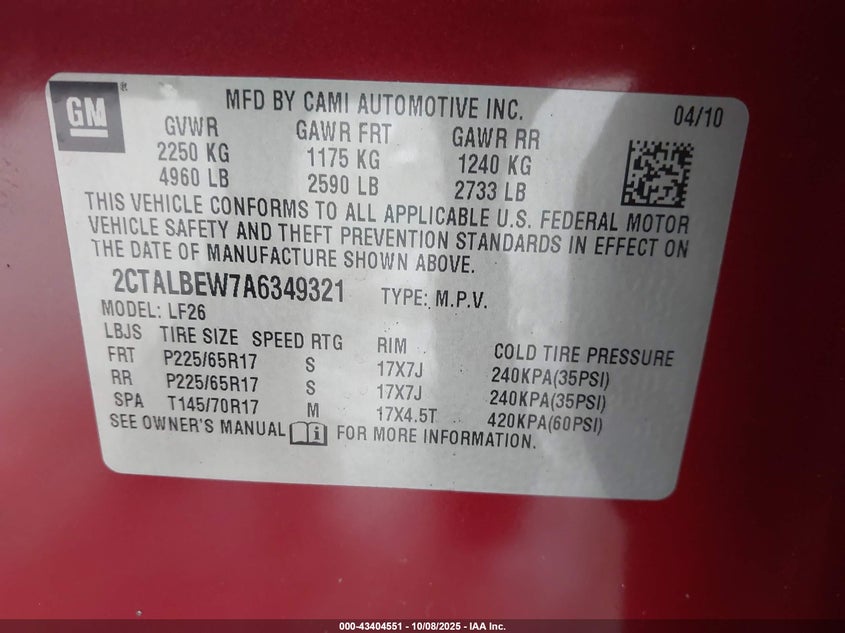 GM
MFD BY CAMI AUTOMOTIVE INC.
04/10
GVWR GAWR FRT GAWR RR
2250 KG 1175 KG 1240 KG
4960 LB 2590 LB 2733 LB
THIS VEHICLE CONFORMS TO ALL APPLICABLE U.S. FEDERAL MOTOR
VEHICLE SAFETY AND THEFT PREVENTION STANDARDS IN EFFECT ON
THE DATE OF MANUFACTURE SHOWN ABOVE.
2CTALBEW7A6349321 TYPE: M.P.V.
MODEL: LF26
LBJS TIRE SIZE SPEED RTG RIM COLD TIRE PRESSURE
FRT P225/65R17 S 17X7J 240KPA(35PSI)
RR P225/65R17 S 17X7J 240KPA(35PSI)
SPA T145/70R17 M 17X4.5T 420KPA(60PSI)
SEE OWNER'S MANUAL i FOR MORE INFORMATION.
000-43404551 - 10/08/2025 - IAA Inc.